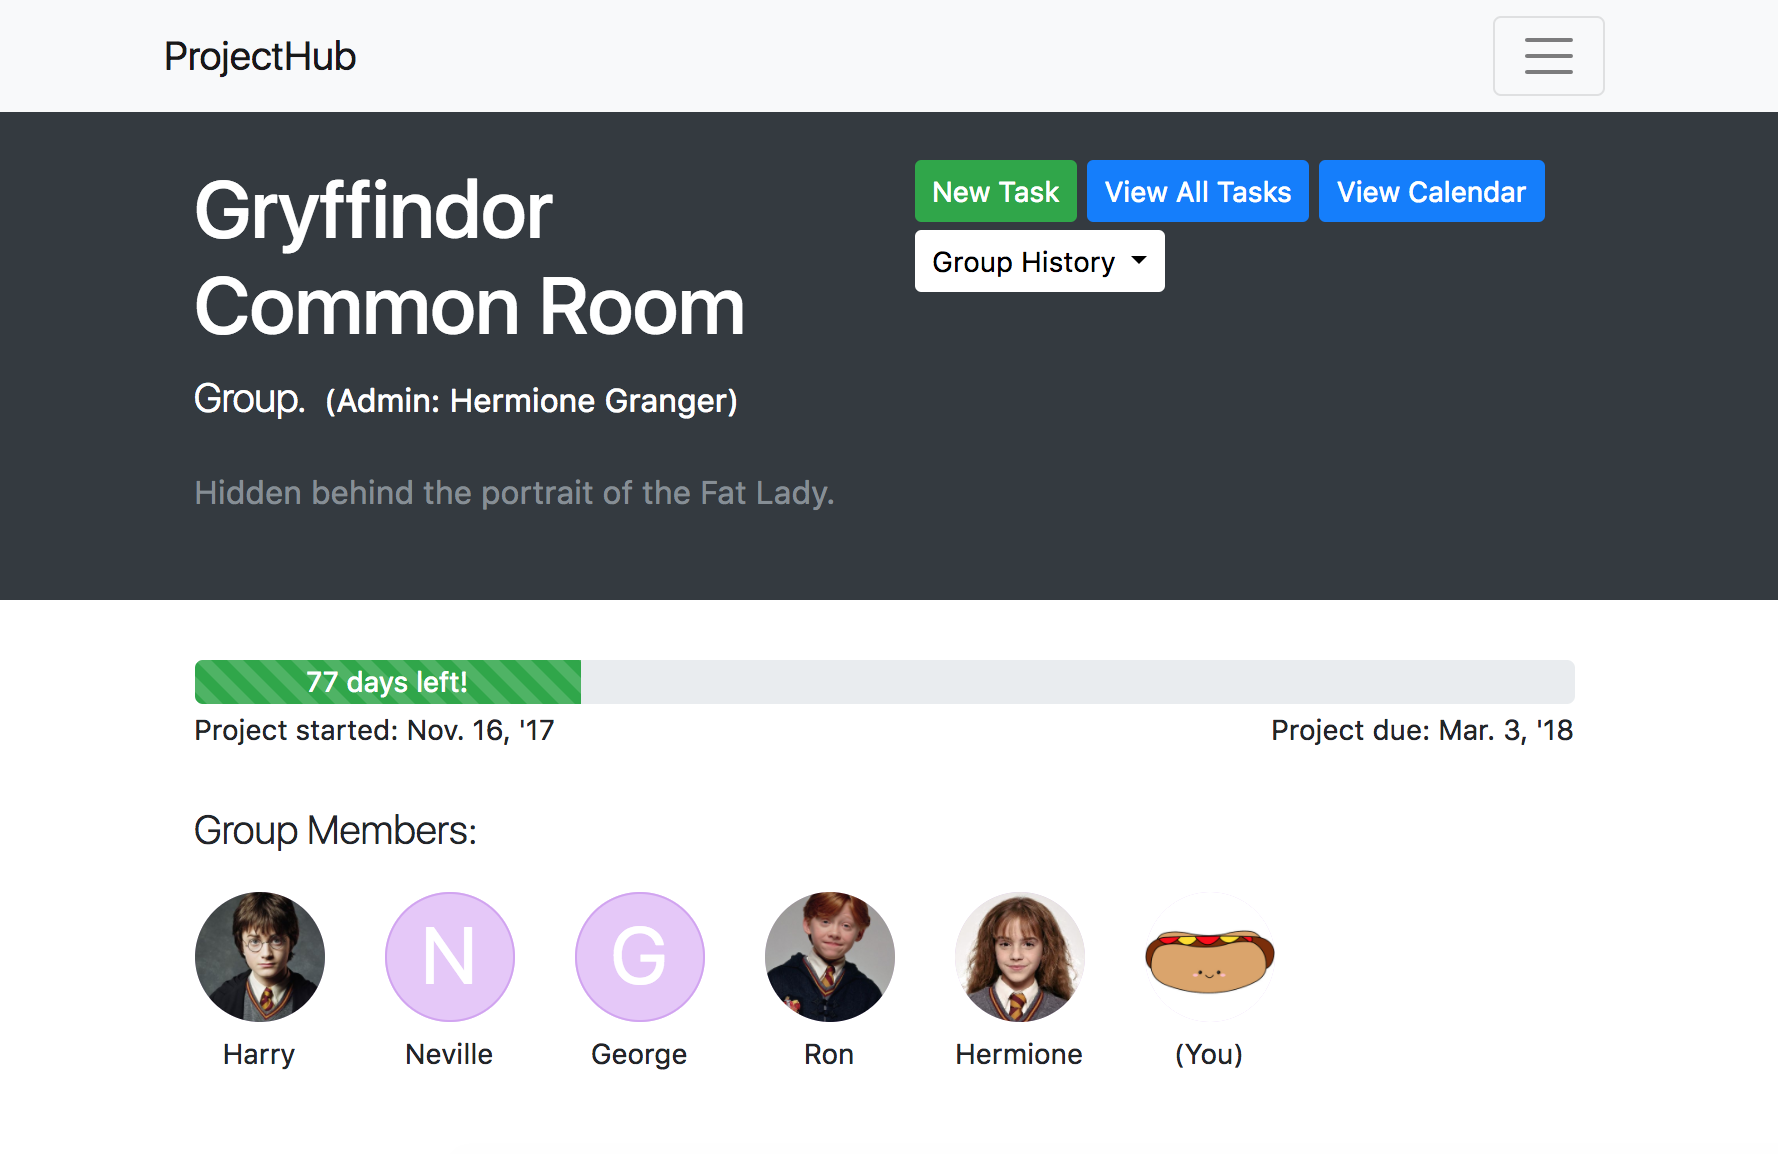 ProjectHub
Gryffindor
Common Room
Group. (Admin: Hermione Granger)
Hidden behind the portrait of the Fat Lady.
New Task View All Tasks View Calendar
Group History
77 days left!
Project started: Nov. 16, '17 Project due: Mar. 3, '18
Group Members:
N G
Harry Neville George Ron Hermione (You)